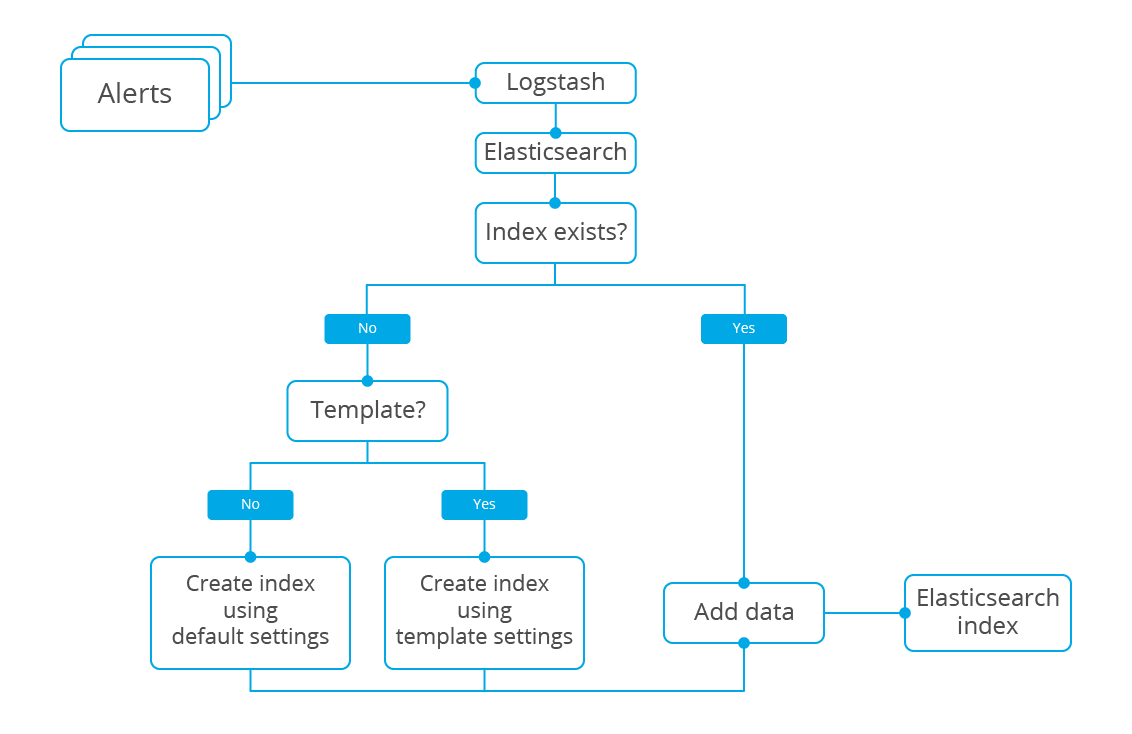 Alerts
Logstash
Elasticsearch
Index exists?
No
Yes
Template?
No
Yes
Create index
using
default settings
Create index
using
template settings
Add data
Elasticsearch
index